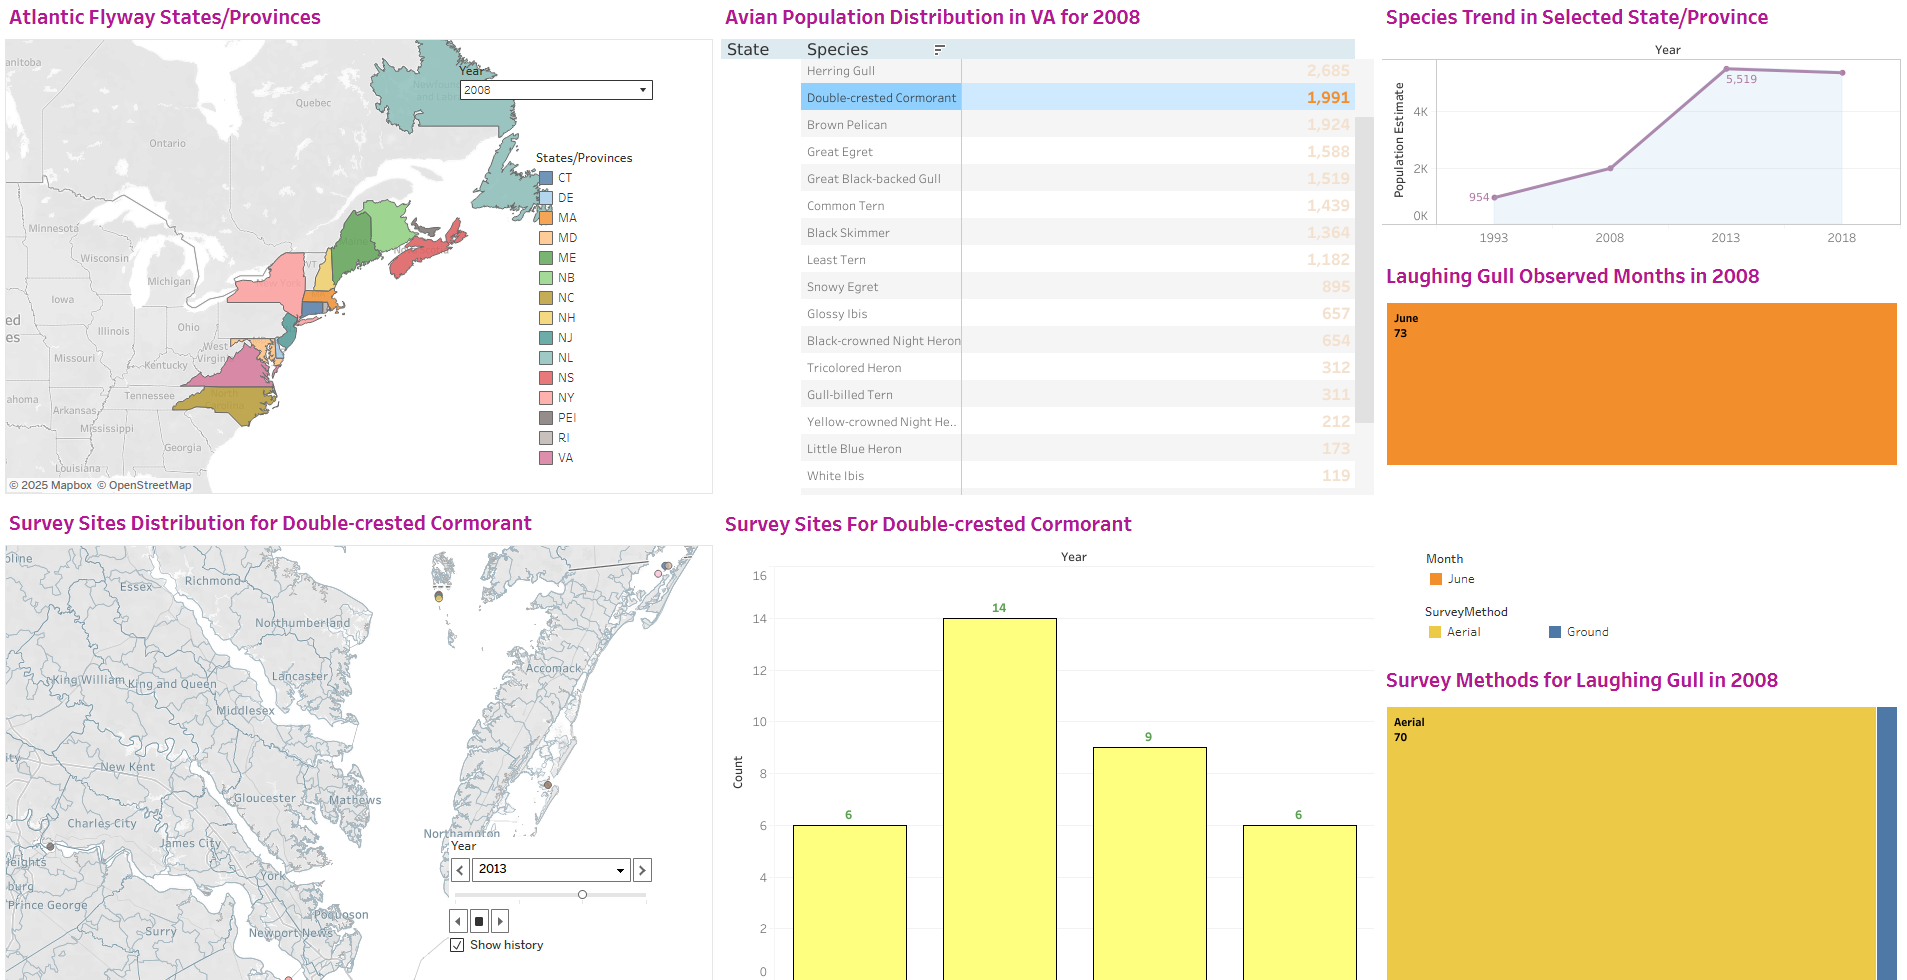 Atlantic Flyway States/Provinces
anitoba
Quebec
Ontario
Minnesota
Wisconsin
Michigan
Iowa
ed
es
Illinois
Ohio
Missouri
West
Virginia
Kentucky
ahoma
Tennessee
Arkansas
Mississippi
Georgia
Louisiana
VT
Year
2008
States/Provinces
CT
DE
MA
MD
ME
NB
NC
NH
NJ
NL
NS
NY
PEI
RI
VA
© 2025 Mapbox © OpenStreetMap
Avian Population Distribution in VA for 2008
State Species
Herring Gull 2,685
Double-crested Cormorant 1,991
Brown Pelican 1,924
Great Egret 1,588
Great Black-backed Gull 1,519
Common Tern 1,439
Black Skimmer 1,364
Least Tern 1,182
Snowy Egret 895
Glossy Ibis 657
Black-crowned Night Heron 654
Tricolored Heron 312
Gull-billed Tern 311
Yellow-crowned Night He.. 212
Little Blue Heron 173
White Ibis 119
Species Trend in Selected State/Province
Year
Population Estimate
4K
2K
0K
954
5,519
1993 2008 2013 2018
Laughing Gull Observed Months in 2008
June
73
Survey Sites Distribution for Double-crested Cormorant
oline
Essex
Richmond
Northumberland
Accomack
Lancaster
King William
King and Queen
Middlesex
ity
New Kent
Gloucester
Mathews
Charles City
Northampton
James City
eights
York
burg
Prince George
Poquoson
Surry
Newport News
Year
2013
Show history
Survey Sites For Double-crested Cormorant
Year
Count
16
14
12
10
8
6
4
2
0
6
14
9
6
Month
June
SurveyMethod
Aerial Ground
Survey Methods for Laughing Gull in 2008
Aerial
70